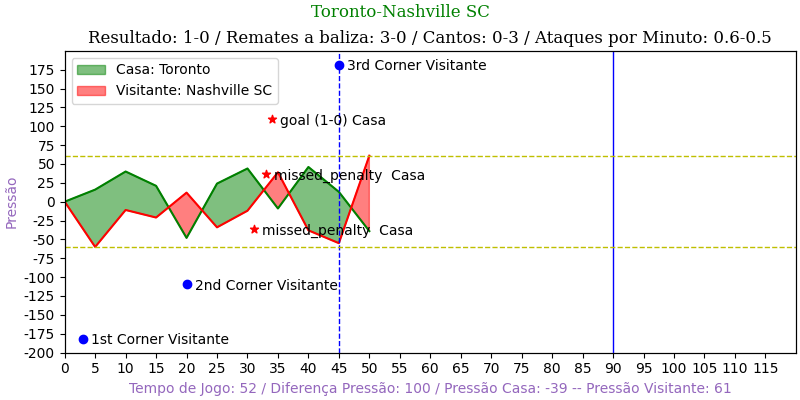 Toronto-Nashville SC
Resultado: 1-0 / Remates a baliza: 3-0 / Cantos: 0-3 / Ataques por Minuto: 0.6-0.5
Casa: Toronto
Visitante: Nashville SC
3rd Corner Visitante
goal (1-0) Casa
missed_penalty  Casa
missed_penalty  Casa
2nd Corner Visitante
1st Corner Visitante
Pressão
175
150
125
100
75
50
25
0
-25
-50
-75
-100
-125
-150
-175
-200
0 5 10 15 20 25 30 35 40 45 50 55 60 65 70 75 80 85 90 95 100 105 110 115
Tempo de Jogo: 52 / Diferença Pressão: 100 / Pressão Casa: -39 -- Pressão Visitante: 61